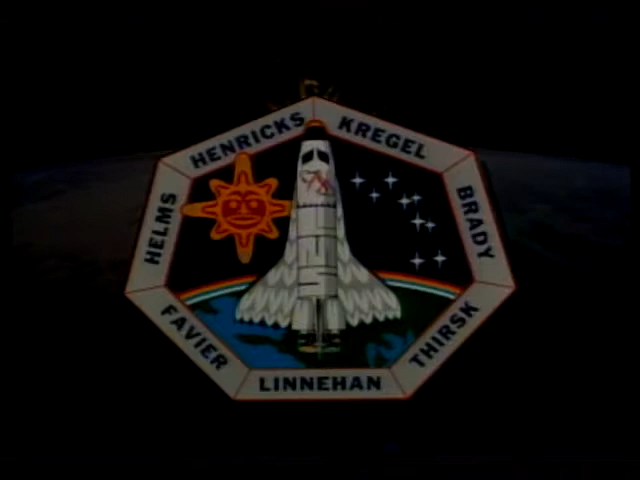 HENRICKS
KREGEL
BRADY
THIRSK
LINNEHAN
FAVIER
HELMS